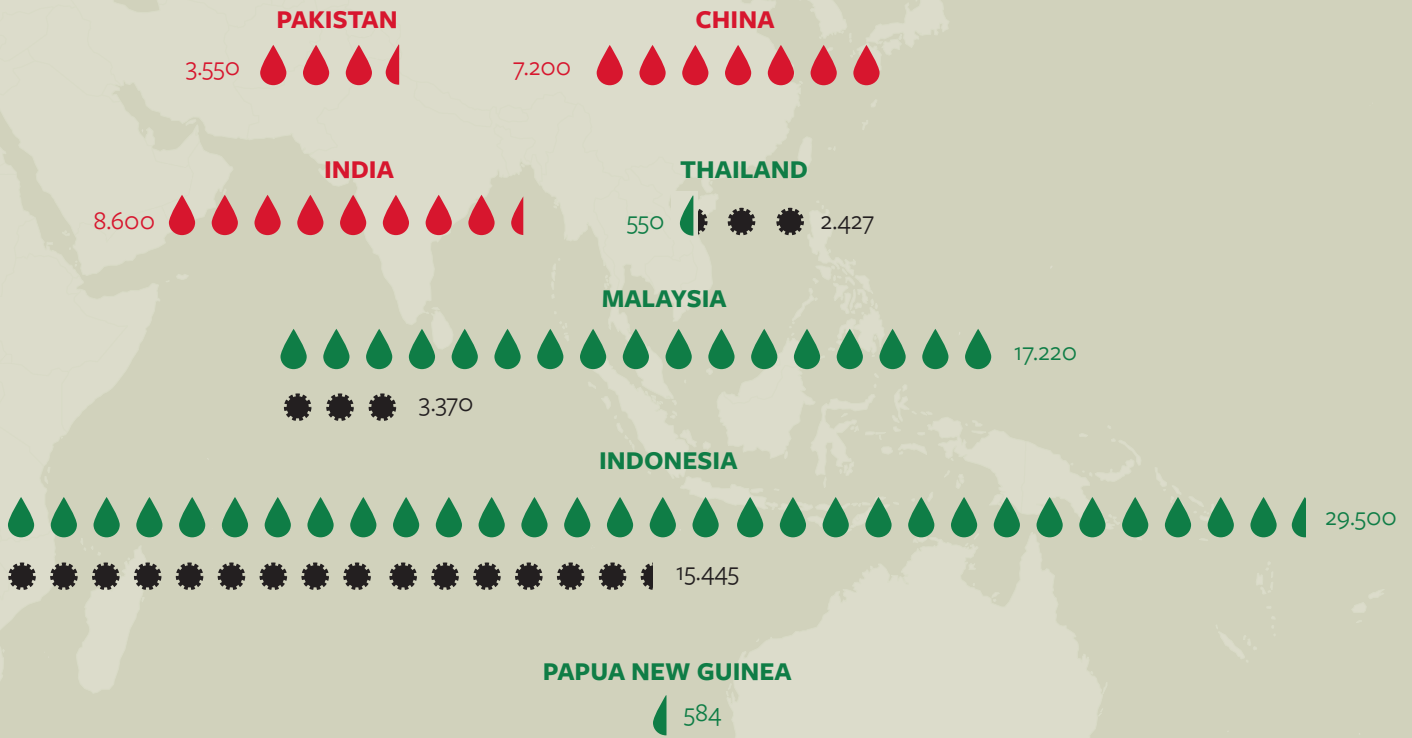 PAKISTAN
3.550
CHINA
7.200
INDIA
8.600
THAILAND
550
2.427
MALAYSIA
17.220
3.370
INDONESIA
29.500
15.445
PAPUA NEW GUINEA
584